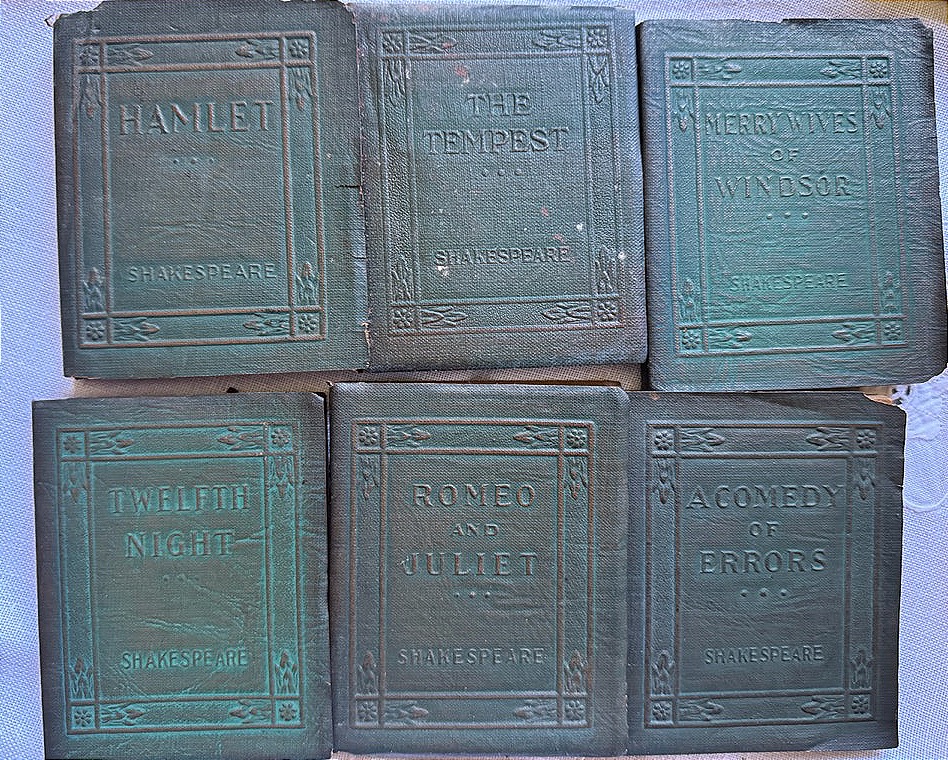 HAMLET
SHAKESPEARE
THE
TEMPEST
SHAKESPEARE
MERRY WIVES
OF
WINDSOR
SHAKESPEARE
TWELFTH
NIGHT
SHAKESPEARE
ROMEO
AND
JULIET
SHAKESPEARE
A COMEDY
OF
ERRORS
SHAKESPEARE